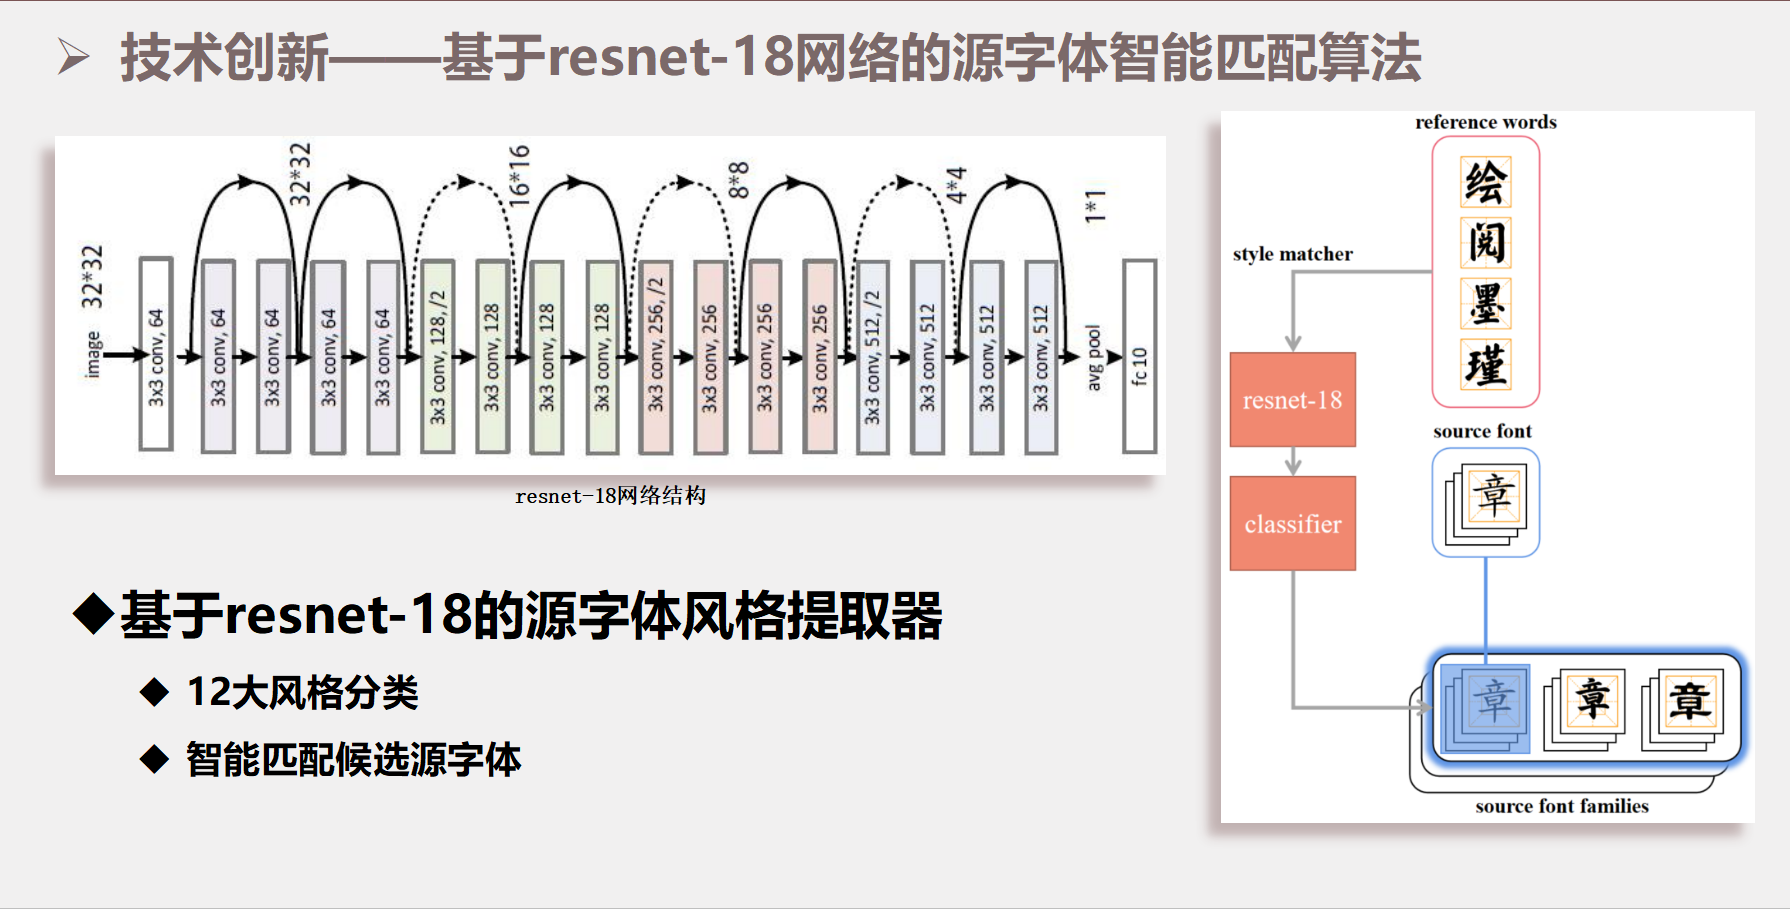 技术创新——基于resnet-18网络的源字体智能匹配算法
32*32
16*16
8*8
4*4
1*1
32*32
image
3x3 conv, 64
3x3 conv, 64
3x3 conv, 64
3x3 conv, 64
3x3 conv, 64
3x3 conv, 128, /2
3x3 conv, 128
3x3 conv, 128
3x3 conv, 128
3x3 conv, 256, /2
3x3 conv, 256
3x3 conv, 256
3x3 conv, 256
3x3 conv, 512, /2
3x3 conv, 512
3x3 conv, 512
3x3 conv, 512
avg pool
fc 10
resnet-18网络结构
基于resnet-18的源字体风格提取器
12大风格分类
智能匹配候选源字体
reference words
绘
阅
墨
瑾
style matcher
resnet-18
classifier
source font
章
章 章 章
source font families